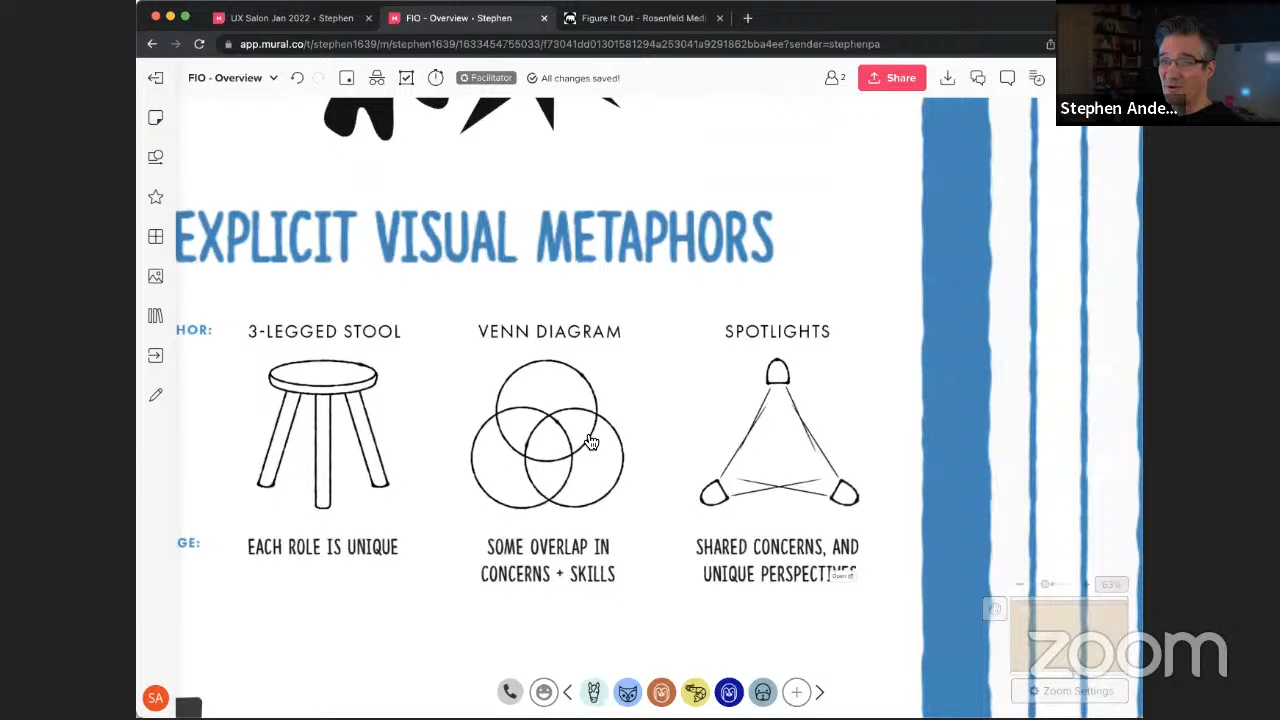 UX Salon Jan 2022 • Stephen
FIO - Overview • Stephen
Figure It Out - Rosenfeld Medi
app.mural.co/t/stephen1639/m/stephen1639/1633454755033/f73041dd01301581294a253041a9291862bba4ee?sender=stephenpa
FIO - Overview
Facilitator
All changes saved!
2
Share
Stephen Ande...
EXPLICIT VISUAL METAPHORS
HOR:
3-LEGGED STOOL
VENN DIAGRAM
SPOTLIGHTS
GE:
EACH ROLE IS UNIQUE
SOME OVERLAP IN
CONCERNS + SKILLS
SHARED CONCERNS, AND
UNIQUE PERSPECTIVES
Open
63%
zoom
Zoom Settings
SA